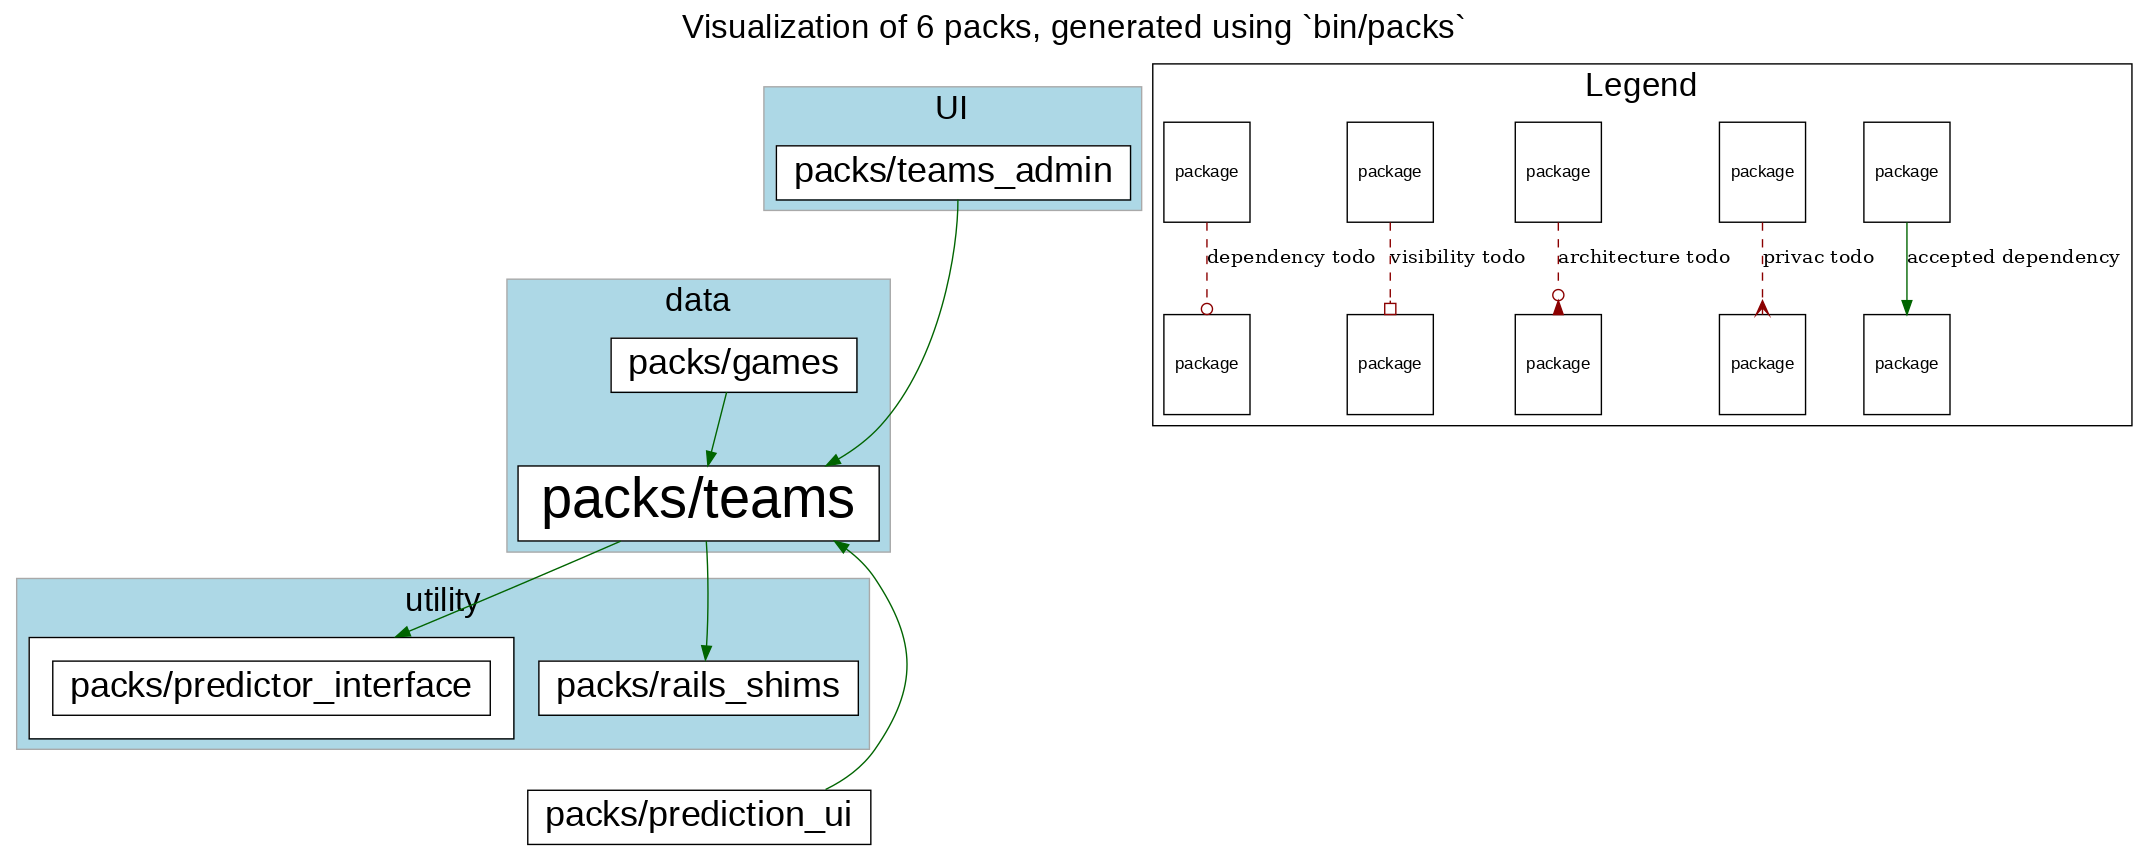 Visualization of 6 packs, generated using `bin/packs`
UI
packs/teams_admin
data
packs/games
packs/teams
utility
packs/predictor_interface
packs/rails_shims
packs/prediction_ui
Legend
package
package
package
package
package
dependency todo
visibility todo
architecture todo
privac todo
accepted dependency
package
package
package
package
package